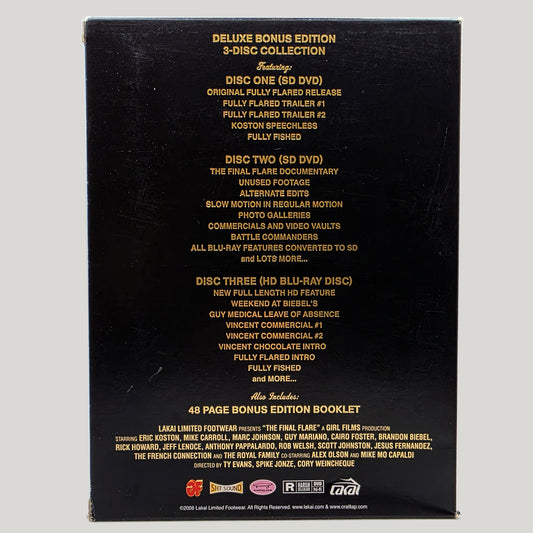 DELUXE BONUS EDITION
3-DISC COLLECTION
Featuring:
DISC ONE (SD DVD)
ORIGINAL FULLY FLARED RELEASE
FULLY FLARED TRAILER #1
FULLY FLARED TRAILER #2
KOSTON SPEECHLESS
FULLY FISHED
DISC TWO (SD DVD)
THE FINAL FLARE DOCUMENTARY
UNUSED FOOTAGE
ALTERNATE EDITS
SLOW MOTION IN REGULAR MOTION
PHOTO GALLERIES
COMMERCIALS AND VIDEO VAULTS
BATTLE COMMANDERS
ALL BLU-RAY FEATURES CONVERTED TO SD
and LOTS MORE...
DISC THREE (HD BLU-RAY DISC)
NEW FULL LENGTH HD FEATURE
WEEKEND AT BIEBEL'S
GUY MEDICAL LEAVE OF ABSENCE
VINCENT COMMERCIAL #1
VINCENT COMMERCIAL #2
VINCENT CHOCOLATE INTRO
FULLY FLARED INTRO
FULLY FISHED
and MORE...
Also Includes:
48 PAGE BONUS EDITION BOOKLET
LAKAI LIMITED FOOTWEAR PRESENTS "THE FINAL FLARE" A GIRL FILMS PRODUCTION
STARRING ERIC KOSTON, MIKE CARROLL, MARC JOHNSON, GUY MARIANO, CAIRO FOSTER, BRANDON BIEBEL,
RICK HOWARD, JEFF LENOCE, ANTHONY PAPPALARDO, ROB WELSH, SCOTT JOHNSTON, JESUS FERNANDEZ,
THE FRENCH CONNECTION AND THE ROYAL FAMILY CO-STARRING ALEX OLSON AND MIKE MO CAPALDI
DIRECTED BY TY EVANS, SPIKE JONZE, CORY WEINCHEQUE
SHT SOUND
R
lakai
©2008 Lakai Limited Footwear. All Rights Reserved. www.lakai.com & www.crailtap.com